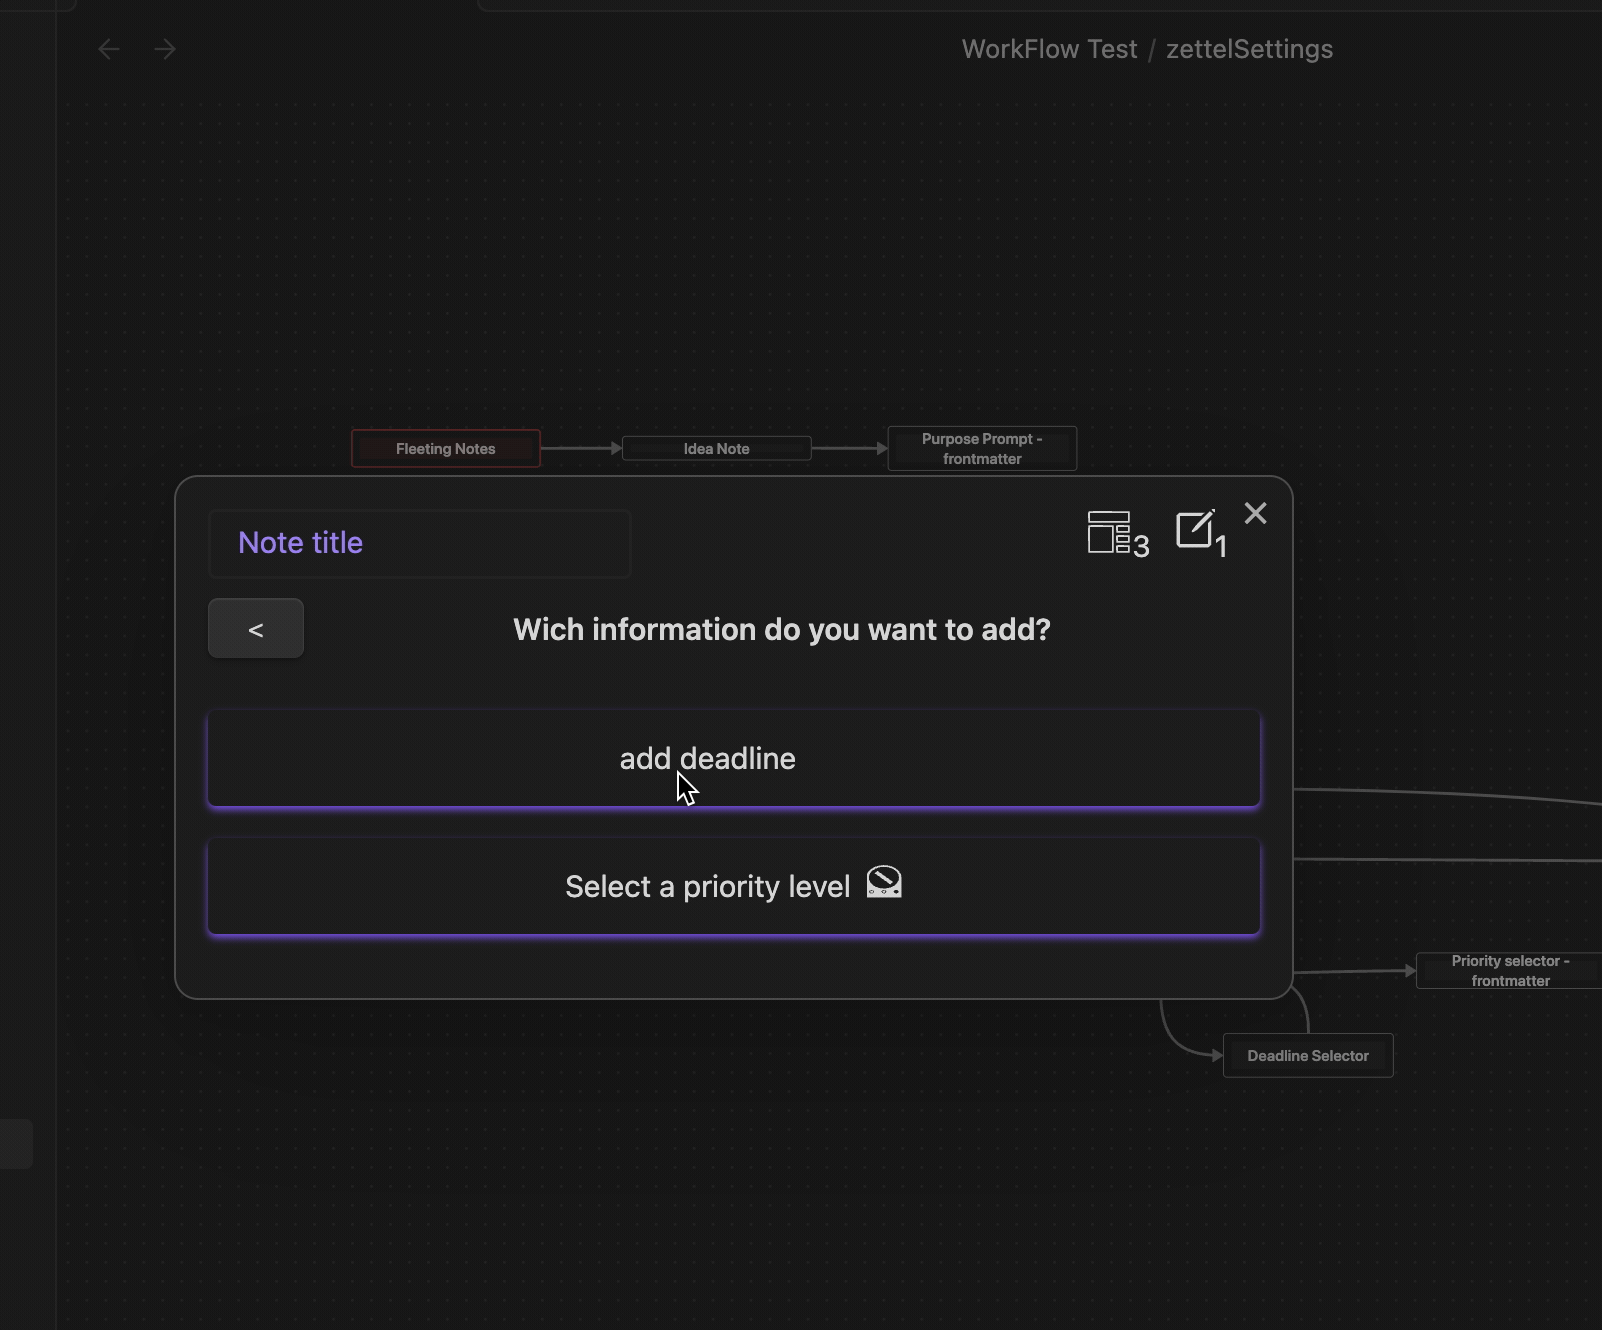 WorkFlow Test / zettelSettings
Fleeting Notes
Idea Note
Purpose Prompt -
frontmatter
Note title
3
1
<
Wich information do you want to add?
add deadline
Select a priority level
Priority selector -
frontmatter
Deadline Selector